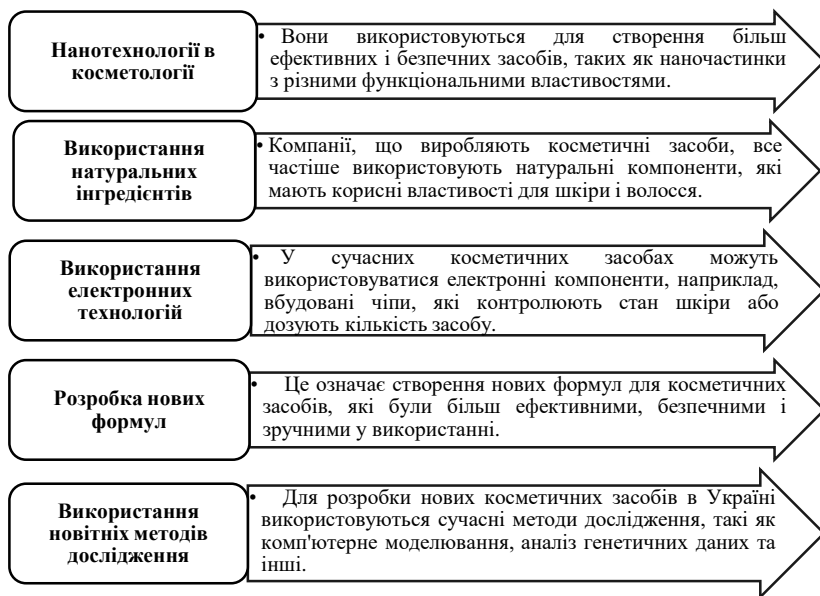 Нанотехнології в
косметології
• Вони використовуються для створення більш
ефективних і безпечних засобів, таких як наночастинки
з різними функціональними властивостями.
Використання
натуральних
інгредієнтів
• Компанії, що виробляють косметичні засоби, все
частіше використовують натуральні компоненти, які
мають корисні властивості для шкіри і волосся.
Використання
електронних
технологій
• У сучасних косметичних засобах можуть
використовуватися електронні компоненти, наприклад,
вбудовані чіпи, які контролюють стан шкіри або
дозують кількість засобу.
Розробка нових
формул
• Це означає створення нових формул для косметичних
засобів, які були більш ефективними, безпечними і
зручними у використанні.
Використання
новітніх методів
дослідження
• Для розробки нових косметичних засобів в Україні
використовуються сучасні методи дослідження, такі як
комп'ютерне моделювання, аналіз генетичних даних та
інші.